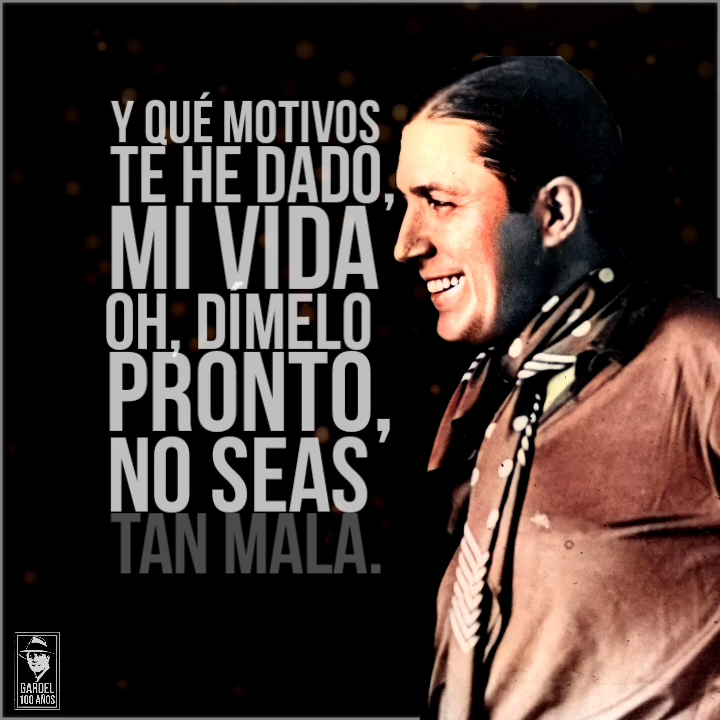 Y QUÉ MOTIVOS
TE HE DADO,
MI VIDA
OH, DÍMELO
PRONTO,
NO SEAS
TAN MALA.
GARDEL
100 AÑOS